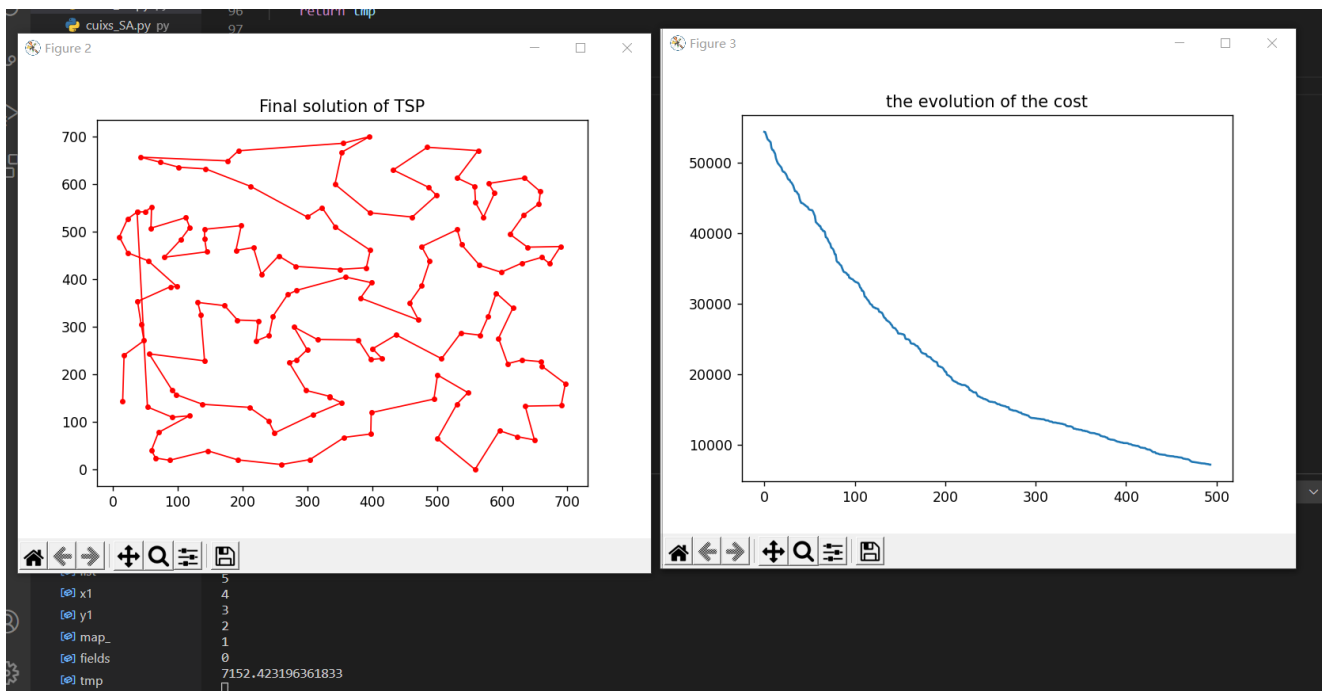 96 return tmp
cuixs_SA.py py
97
Figure 2
Final solution of TSP
700
600
500
400
300
200
100
0
0 100 200 300 400 500 600 700
Figure 3
the evolution of the cost
50000
40000
30000
20000
10000
0 100 200 300 400 500
list
x1
y1
map_
fields
tmp
5
4
3
2
1
0
7152.423196361833